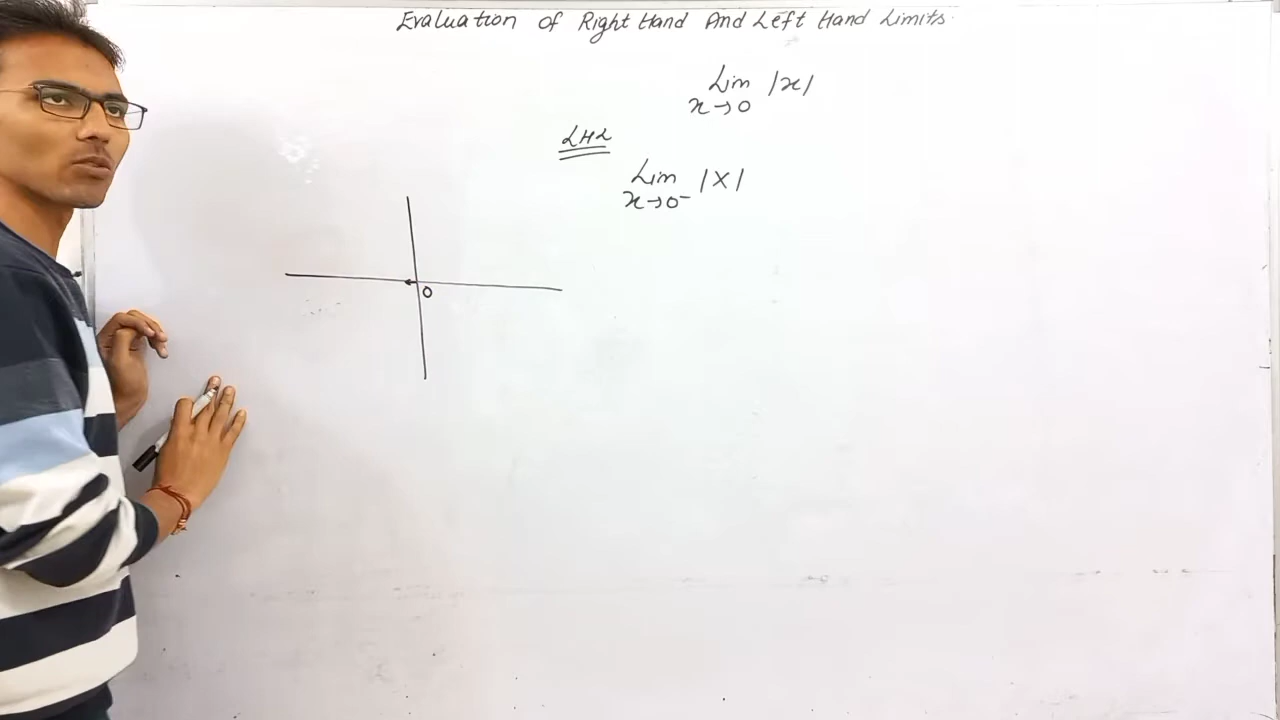 Evaluation of Right Hand And Left Hand Limits.
Lim |x|
x→0
LHL
Lim |x|
x→0⁻
0